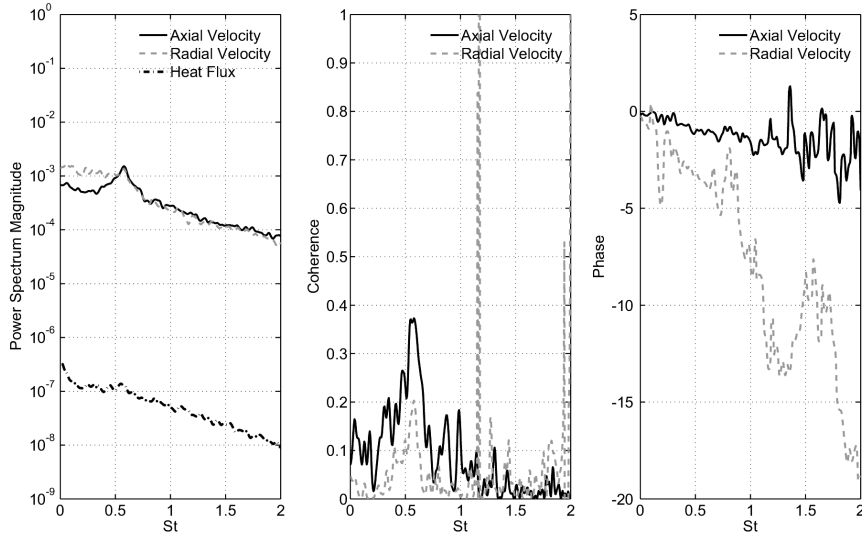 10^0
10^-1
10^-2
10^-3
10^-4
10^-5
10^-6
10^-7
10^-8
10^-9
Power Spectrum Magnitude
Axial Velocity
Radial Velocity
Heat Flux
0 0.5 1 1.5 2
St
1
0.9
0.8
0.7
0.6
0.5
0.4
0.3
0.2
0.1
0
Coherence
Axial Velocity
Radial Velocity
0 0.5 1 1.5 2
St
5
0
-5
-10
-15
-20
Phase
Axial Velocity
Radial Velocity
0 0.5 1 1.5 2
St